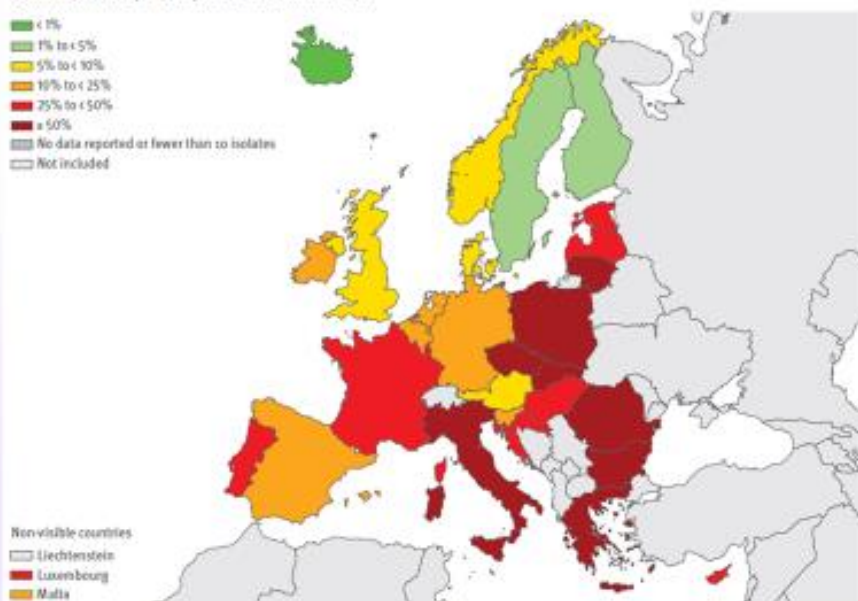 < 1%
1% to < 5%
5% to < 10%
10% to < 25%
25% to < 50%
≥ 50%
No data reported or fewer than 10 isolates
Not included
Non-visible countries
Liechtenstein
Luxembourg
Malta